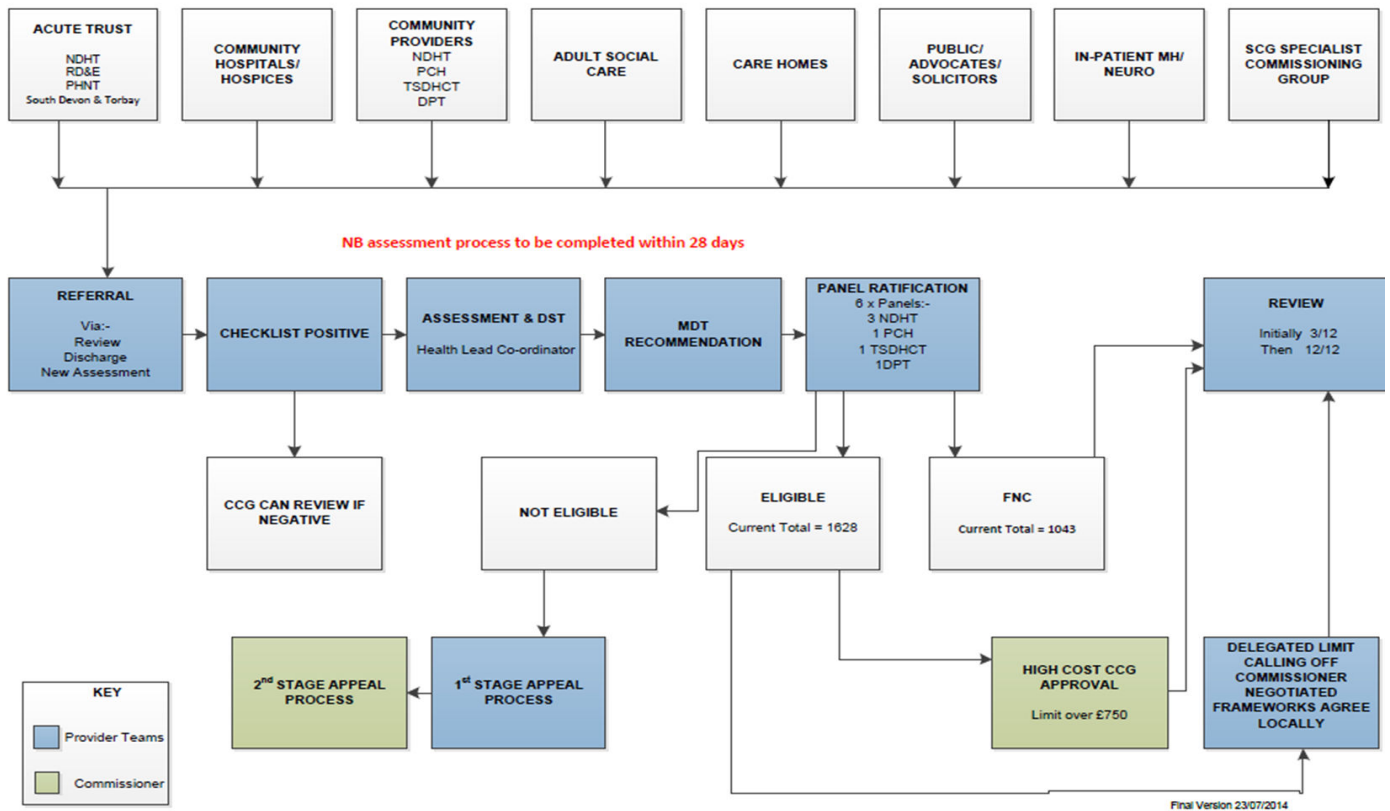 ACUTE TRUST
NDHT
RD&E
PHNT
South Devon & Torbay
COMMUNITY
HOSPITALS/
HOSPICES
COMMUNITY
PROVIDERS
NDHT
PCH
TSDHCT
DPT
ADULT SOCIAL
CARE
CARE HOMES
PUBLIC/
ADVOCATES/
SOLICITORS
IN-PATIENT MH/
NEURO
SCG SPECIALIST
COMMISSIONING
GROUP
NB assessment process to be completed within 28 days
REFERRAL
Via:-
Review
Discharge
New Assessment
CHECKLIST POSITIVE
ASSESSMENT & DST
Health Lead Co-ordinator
MDT
RECOMMENDATION
PANEL RATIFICATION
6 x Panels:-
3 NDHT
1 PCH
1 TSDHCT
1DPT
REVIEW
Initially 3/12
Then 12/12
CCG CAN REVIEW IF
NEGATIVE
NOT ELIGIBLE
ELIGIBLE
Current Total = 1628
FNC
Current Total = 1043
2nd STAGE APPEAL
PROCESS
1st STAGE APPEAL
PROCESS
HIGH COST CCG
APPROVAL
Limit over £750
DELEGATED LIMIT
CALLING OFF
COMMISSIONER
NEGOTIATED
FRAMEWORKS AGREE
LOCALLY
KEY
Provider Teams
Commissioner
Final Version 23/07/2014